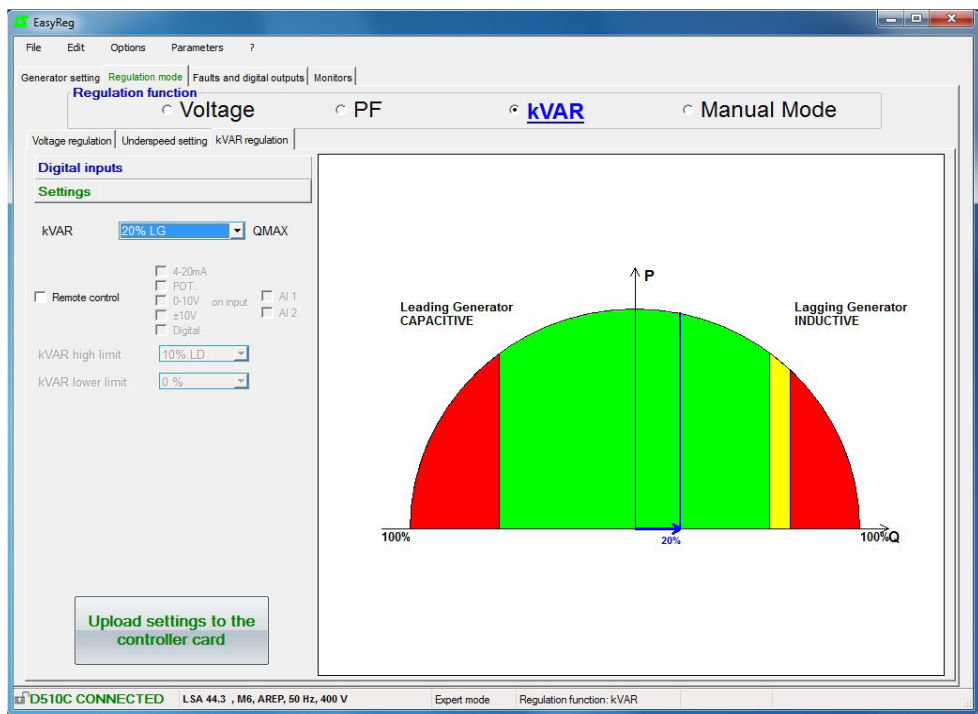 EasyReg
File Edit Options Parameters ?
Generator setting Regulation mode Faults and digital outputs Monitors
Regulation function
Voltage PF kVAR Manual Mode
Voltage regulation Underspeed setting kVAR regulation
Digital inputs
Settings
kVAR 20% LG QMAX
4-20mA
POT.
Remote control 0-10V on input AI 1
±10V AI 2
Digital
kVAR high limit 10% LD
kVAR lower limit 0 %
Upload settings to the
controller card
P
Leading Generator
CAPACITIVE
Lagging Generator
INDUCTIVE
100% 20% 100% Q
D510C CONNECTED LSA 44.3 , M6, AREP, 50 Hz, 400 V Expert mode Regulation function: kVAR